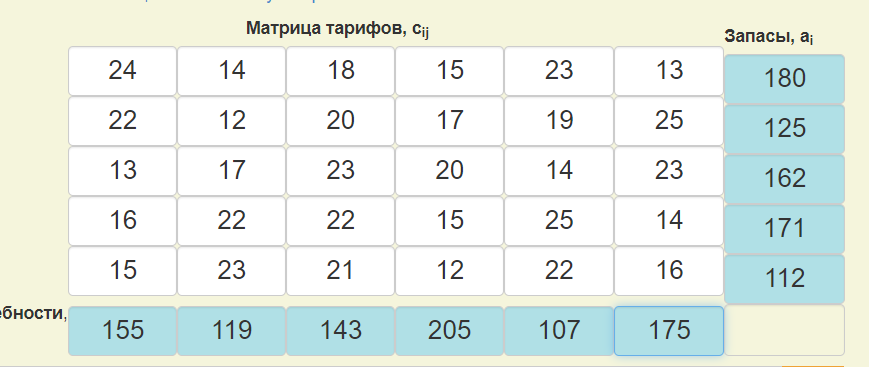 Матрица тарифов, cij
Запасы, ai
24 14 18 15 23 13 180
22 12 20 17 19 25 125
13 17 23 20 14 23 162
16 22 22 15 25 14 171
15 23 21 12 22 16 112
ебности,
155 119 143 205 107 175